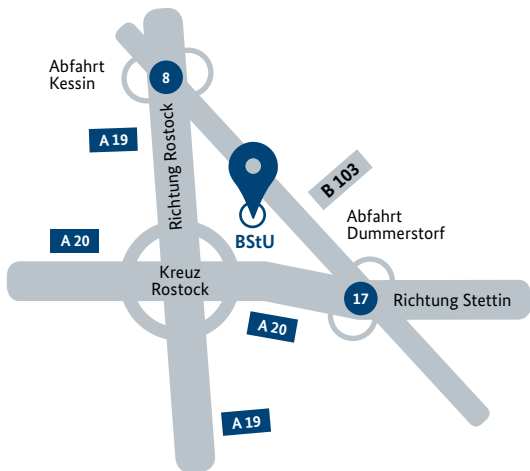 Abfahrt
Kessin
8
A 19
Richtung Rostock
B 103
BStU
Abfahrt
Dummerstorf
A 20
Kreuz
Rostock
17
Richtung Stettin
A 20
A 19